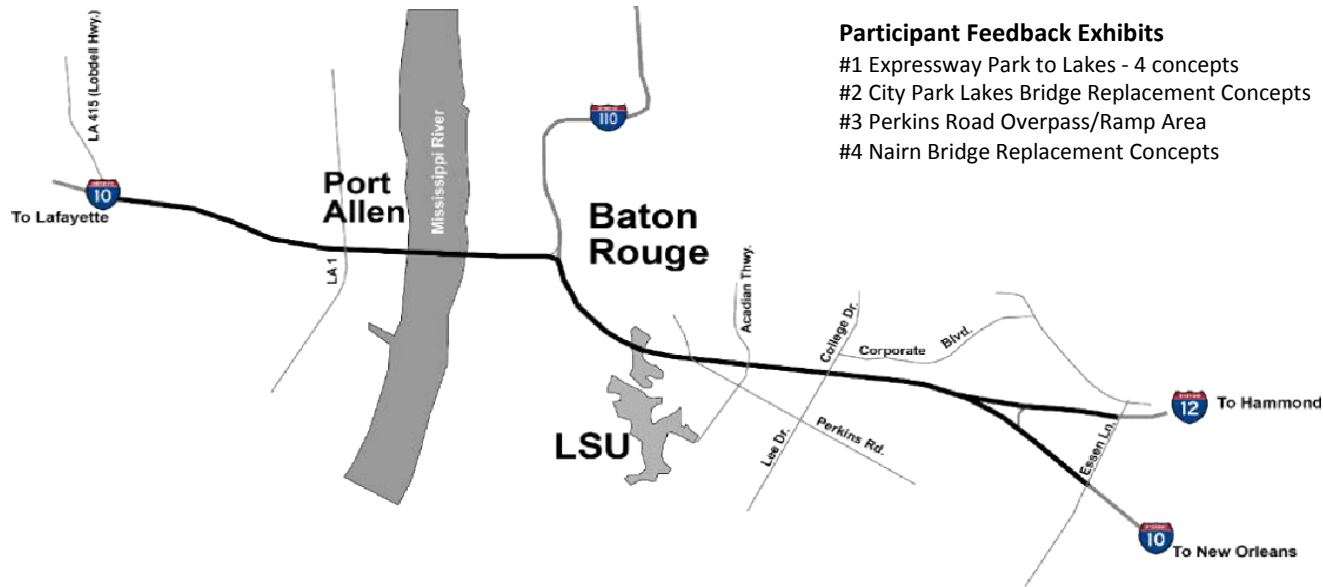 Participant Feedback Exhibits
#1 Expressway Park to Lakes - 4 concepts
#2 City Park Lakes Bridge Replacement Concepts
#3 Perkins Road Overpass/Ramp Area
#4 Nairn Bridge Replacement Concepts
LA 415 (Lobdell Hwy.)
10
To Lafayette
Port
Allen
LA 1
Mississippi River
110
Baton
Rouge
LSU
Acadian Thwy.
College Dr.
Corporate Blvd.
Lee Dr.
Perkins Rd.
Essen Ln.
12
To Hammond
10
To New Orleans